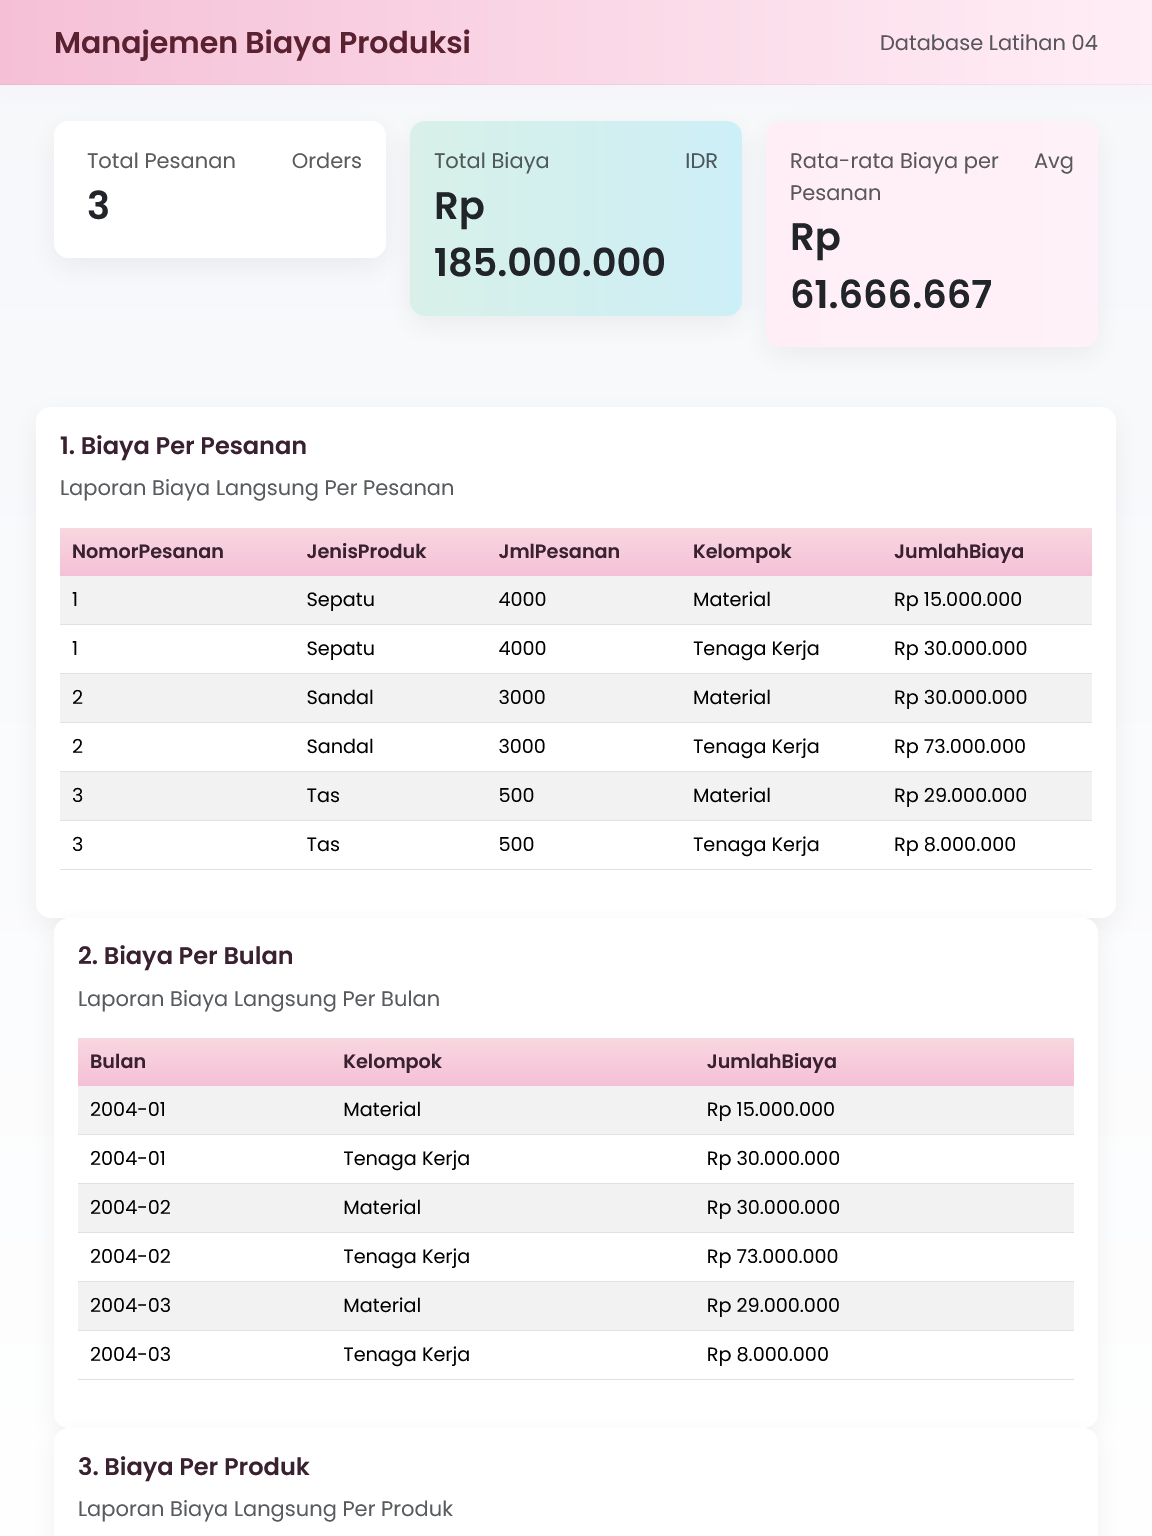 Manajemen Biaya Produksi
Database Latihan 04
Total Pesanan
Orders
3
Total Biaya
IDR
Rp
185.000.000
Rata-rata Biaya per
Pesanan
Avg
Rp
61.666.667
1. Biaya Per Pesanan
Laporan Biaya Langsung Per Pesanan
NomorPesanan JenisProduk JmlPesanan Kelompok JumlahBiaya
1 Sepatu 4000 Material Rp 15.000.000
1 Sepatu 4000 Tenaga Kerja Rp 30.000.000
2 Sandal 3000 Material Rp 30.000.000
2 Sandal 3000 Tenaga Kerja Rp 73.000.000
3 Tas 500 Material Rp 29.000.000
3 Tas 500 Tenaga Kerja Rp 8.000.000
2. Biaya Per Bulan
Laporan Biaya Langsung Per Bulan
Bulan Kelompok JumlahBiaya
2004-01 Material Rp 15.000.000
2004-01 Tenaga Kerja Rp 30.000.000
2004-02 Material Rp 30.000.000
2004-02 Tenaga Kerja Rp 73.000.000
2004-03 Material Rp 29.000.000
2004-03 Tenaga Kerja Rp 8.000.000
3. Biaya Per Produk
Laporan Biaya Langsung Per Produk